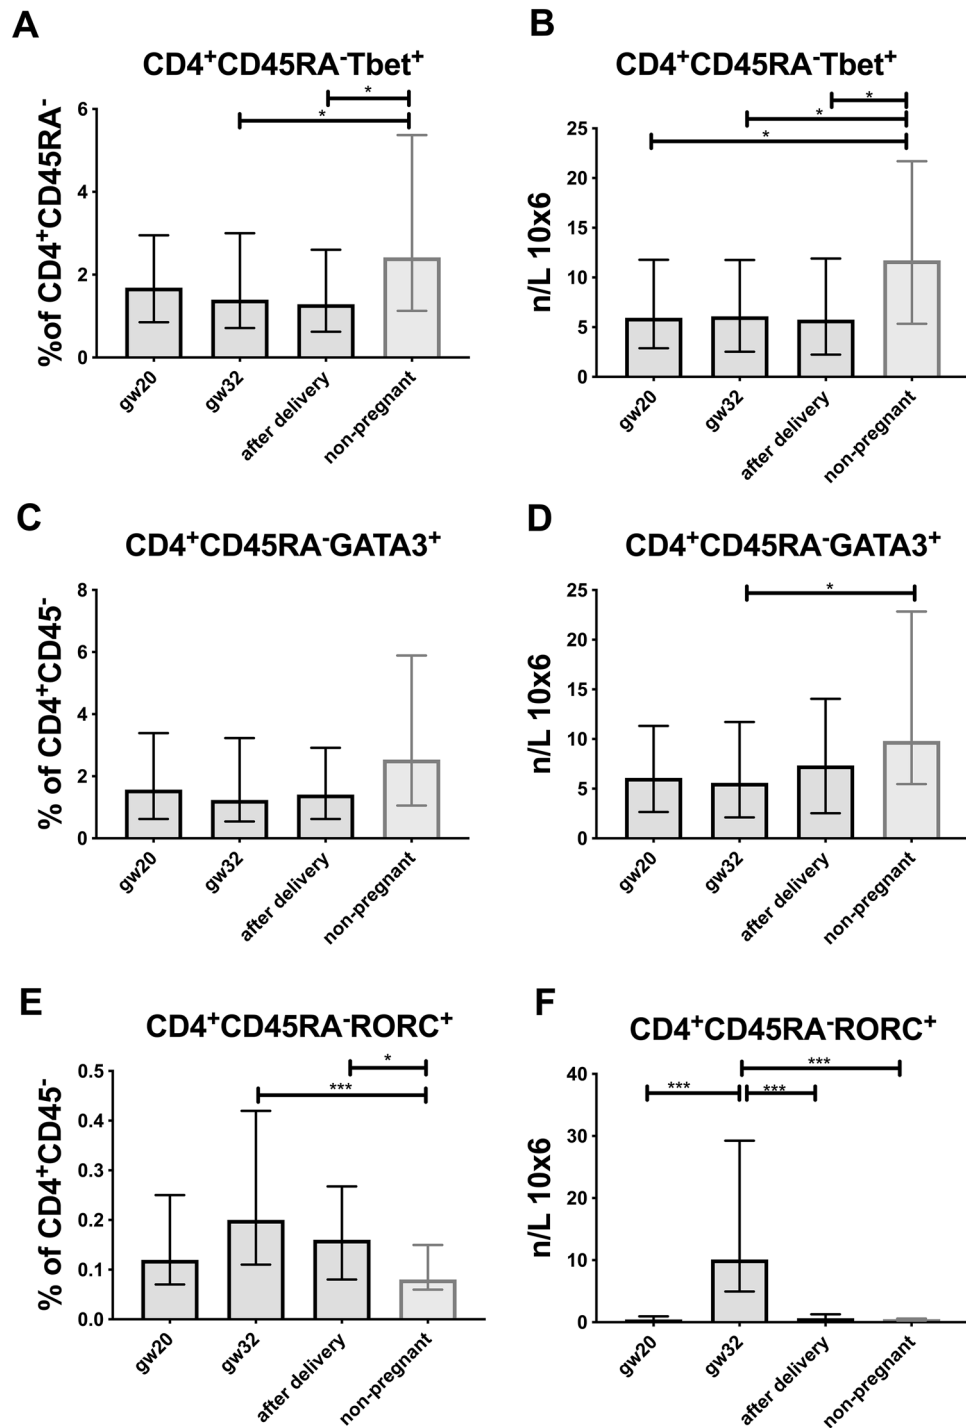 A
CD4⁺CD45RA⁻Tbet⁺
*
*
%of CD4⁺CD45RA⁻
6
4
2
0
gw20
gw32
after delivery
non-pregnant
B
CD4⁺CD45RA⁻Tbet⁺
*
*
*
n/L 10x6
25
20
15
10
5
0
gw20
gw32
after delivery
non-pregnant
C
CD4⁺CD45RA⁻GATA3⁺
% of CD4⁺CD45⁻
8
6
4
2
0
gw20
gw32
after delivery
non-pregnant
D
CD4⁺CD45RA⁻GATA3⁺
*
n/L 10x6
25
20
15
10
5
0
gw20
gw32
after delivery
non-pregnant
E
CD4⁺CD45RA⁻RORC⁺
*
***
% of CD4⁺CD45⁻
0.5
0.4
0.3
0.2
0.1
0.0
gw20
gw32
after delivery
non-pregnant
F
CD4⁺CD45RA⁻RORC⁺
***
*** ***
n/L 10x6
40
30
20
10
0
gw20
gw32
after delivery
non-pregnant